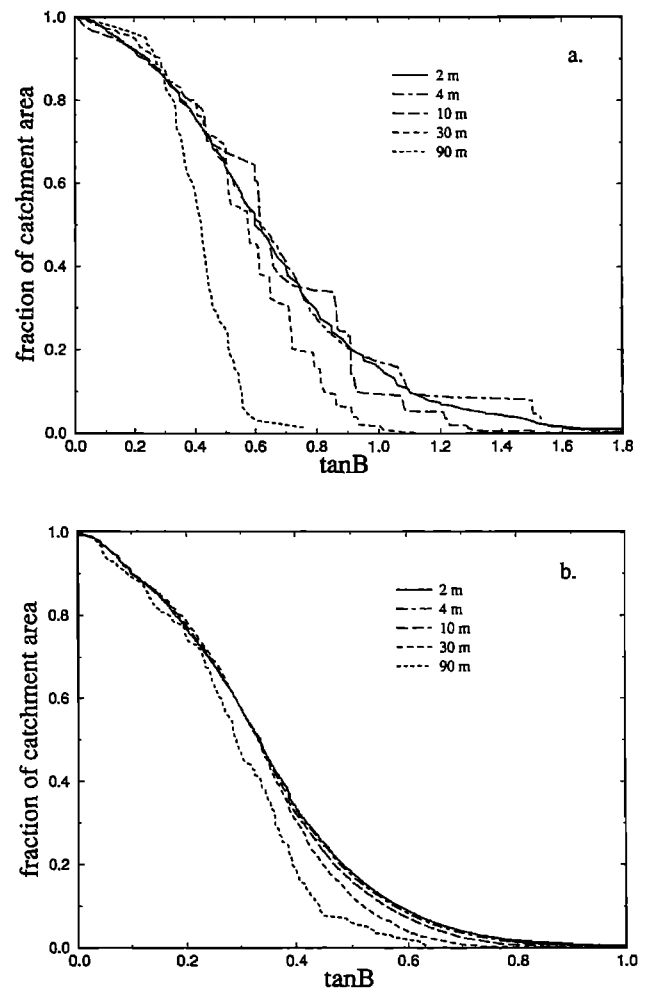 1.0
a.
2 m
4 m
10 m
30 m
90 m
0.8
0.6
0.4
0.2
0.0
fraction of catchment area
0.0 0.2 0.4 0.6 0.8 1.0 1.2 1.4 1.6 1.8
tanB
1.0
b.
2 m
4 m
10 m
30 m
90 m
0.8
0.6
0.4
0.2
0.0
fraction of catchment area
0.0 0.2 0.4 0.6 0.8 1.0
tanB